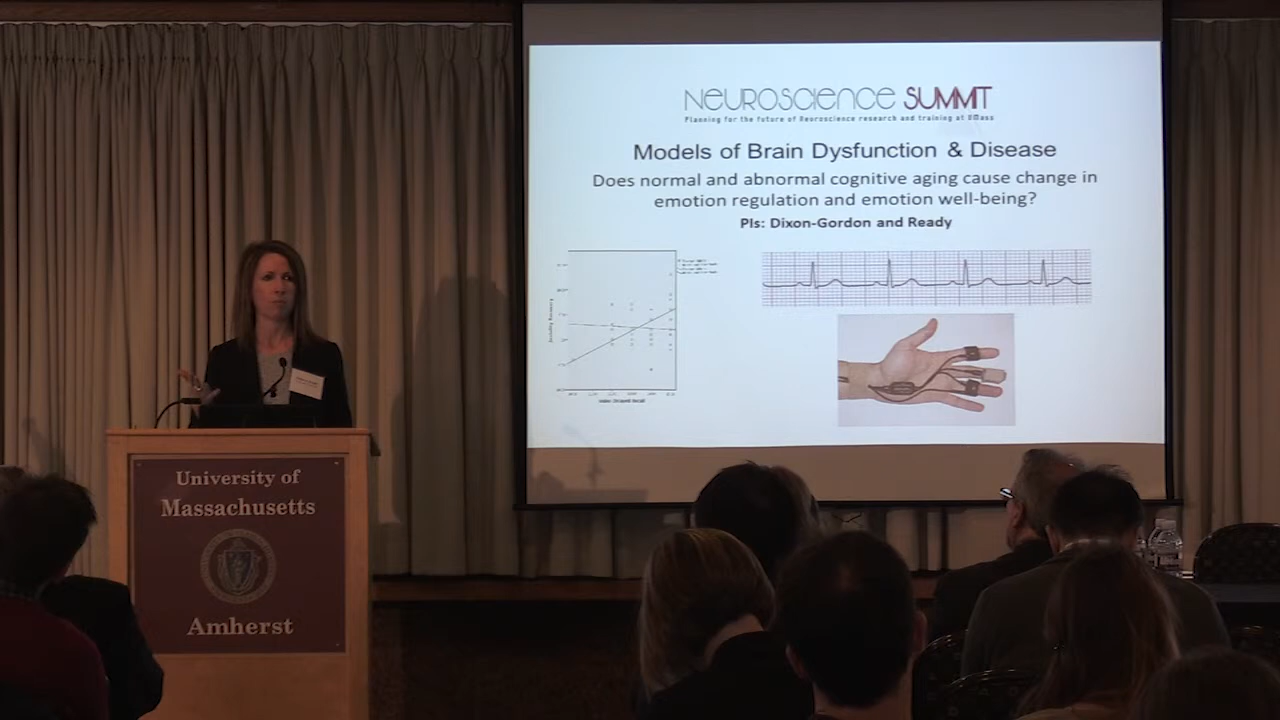 NEUROSCIENCE SUMMIT
Planning for the future of Neuroscience research and training at UMass
Models of Brain Dysfunction & Disease
Does normal and abnormal cognitive aging cause change in
emotion regulation and emotion well-being?
PIs: Dixon-Gordon and Ready
University of
Massachusetts
Amherst